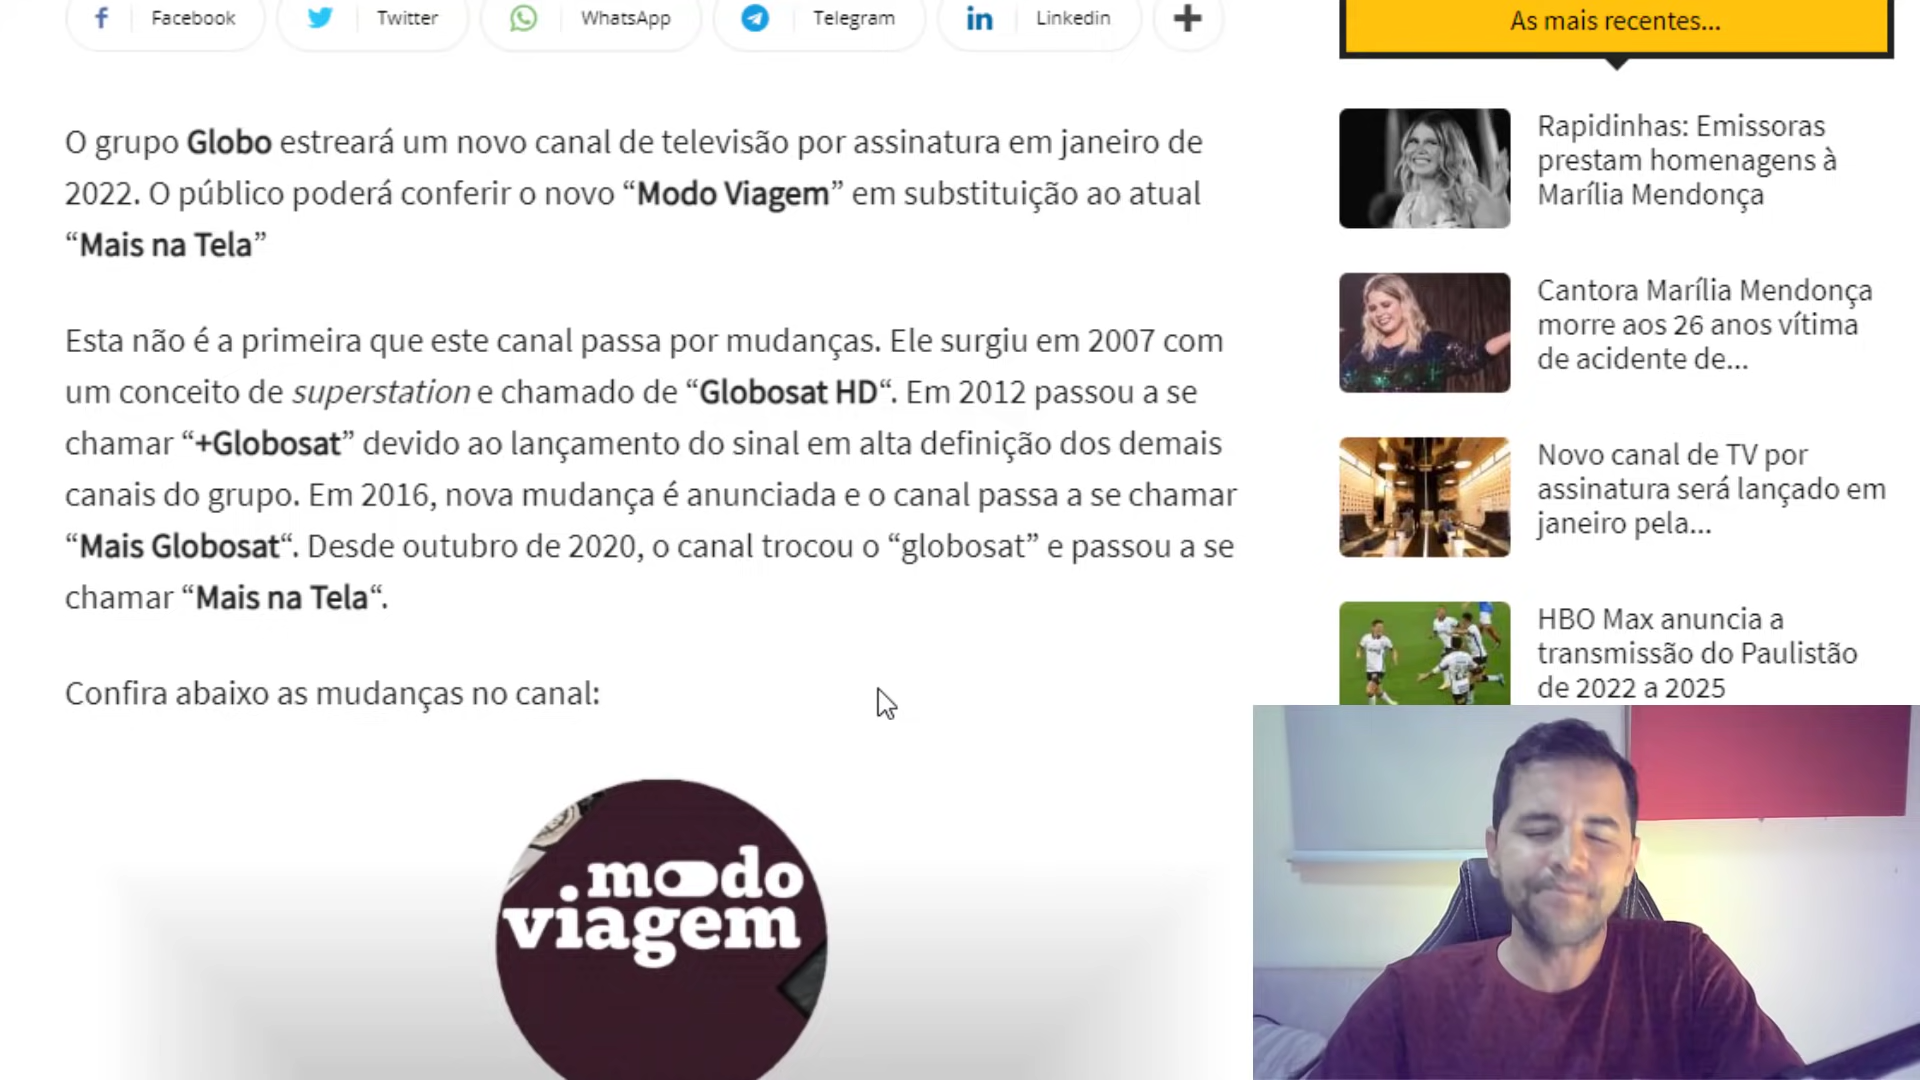 Facebook
Twitter
WhatsApp
Telegram
Linkedin
O grupo Globo estreará um novo canal de televisão por assinatura em janeiro de
2022. O público poderá conferir o novo “Modo Viagem” em substituição ao atual
“Mais na Tela”
Esta não é a primeira que este canal passa por mudanças. Ele surgiu em 2007 com
um conceito de superstation e chamado de “Globosat HD“. Em 2012 passou a se
chamar “+Globosat” devido ao lançamento do sinal em alta definição dos demais
canais do grupo. Em 2016, nova mudança é anunciada e o canal passa a se chamar
“Mais Globosat“. Desde outubro de 2020, o canal trocou o “globosat” e passou a se
chamar “Mais na Tela“.
Confira abaixo as mudanças no canal:
.modo
viagem
As mais recentes...
Rapidinhas: Emissoras
prestam homenagens à
Marília Mendonça
Cantora Marília Mendonça
morre aos 26 anos vítima
de acidente de...
Novo canal de TV por
assinatura será lançado em
janeiro pela...
HBO Max anuncia a
transmissão do Paulistão
de 2022 a 2025